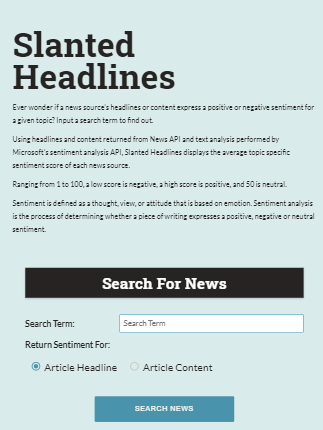 Slanted
Headlines
Ever wonder if a news source's headlines or content express a positive or negative sentiment for
a given topic? Input a search term to find out.
Using headlines and content returned from News API and text analysis performed by
Microsoft's sentiment analysis API, Slanted Headlines displays the average topic specific
sentiment score of each news source.
Ranging from 1 to 100, a low score is negative, a high score is positive, and 50 is neutral.
Sentiment is defined as a thought, view, or attitude that is based on emotion. Sentiment analysis
is the process of determining whether a piece of writing expresses a positive, negative or neutral
sentiment.
Search For News
Search Term: Search Term
Return Sentiment For:
Article Headline Article Content
SEARCH NEWS